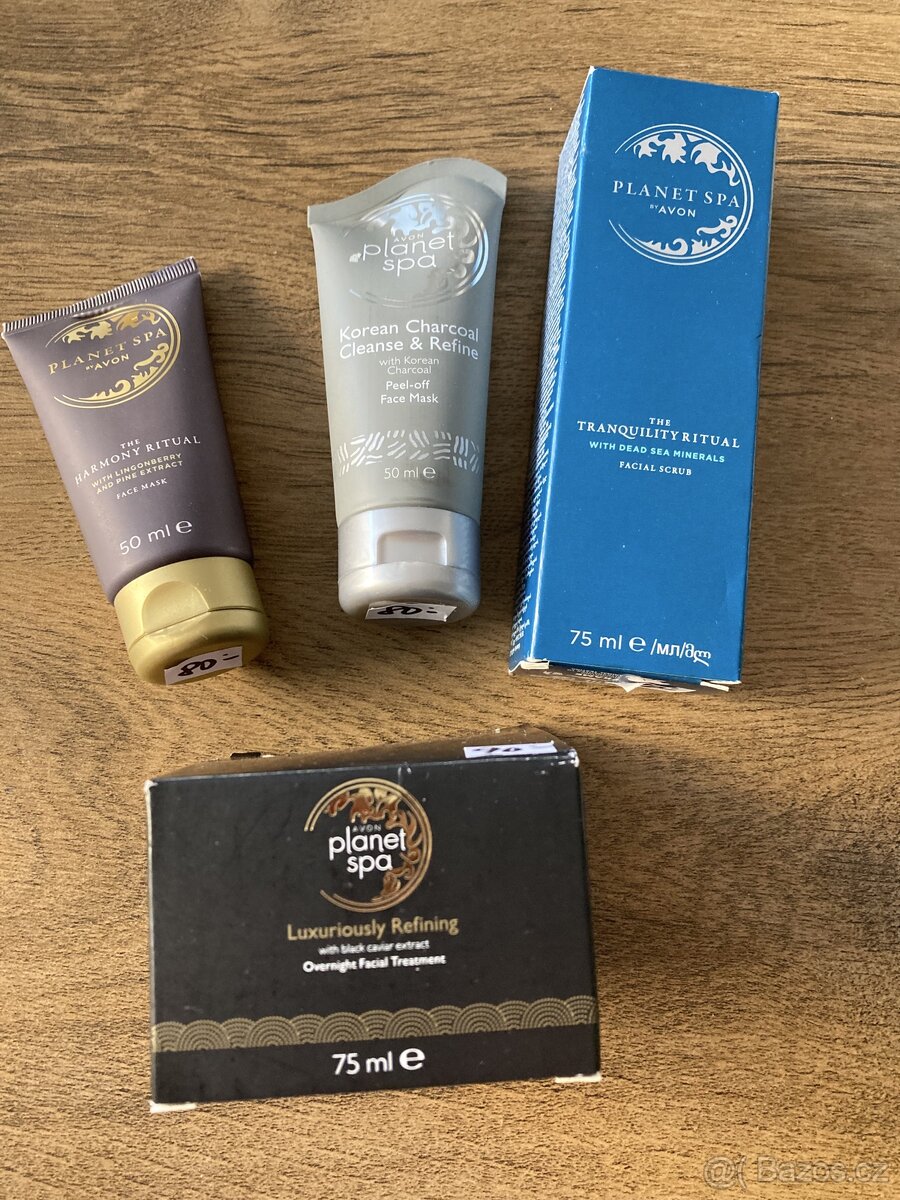 PLANET SPA
BY AVON
THE
HARMONY RITUAL
WITH LINGONBERRY
AND PINE EXTRACT
FACE MASK
50 ml e
80,-
AVON
planet
spa
Korean Charcoal
Cleanse & Refine
with Korean
Charcoal
Peel-off
Face Mask
50 ml e
80,-
PLANET SPA
BY AVON
THE
TRANQUILITY RITUAL
WITH DEAD SEA MINERALS
FACIAL SCRUB
75 ml e /мл/მლ
AVON
planet
spa
Luxuriously Refining
with black caviar extract
Overnight Facial Treatment
75 ml e
Bazos.cz